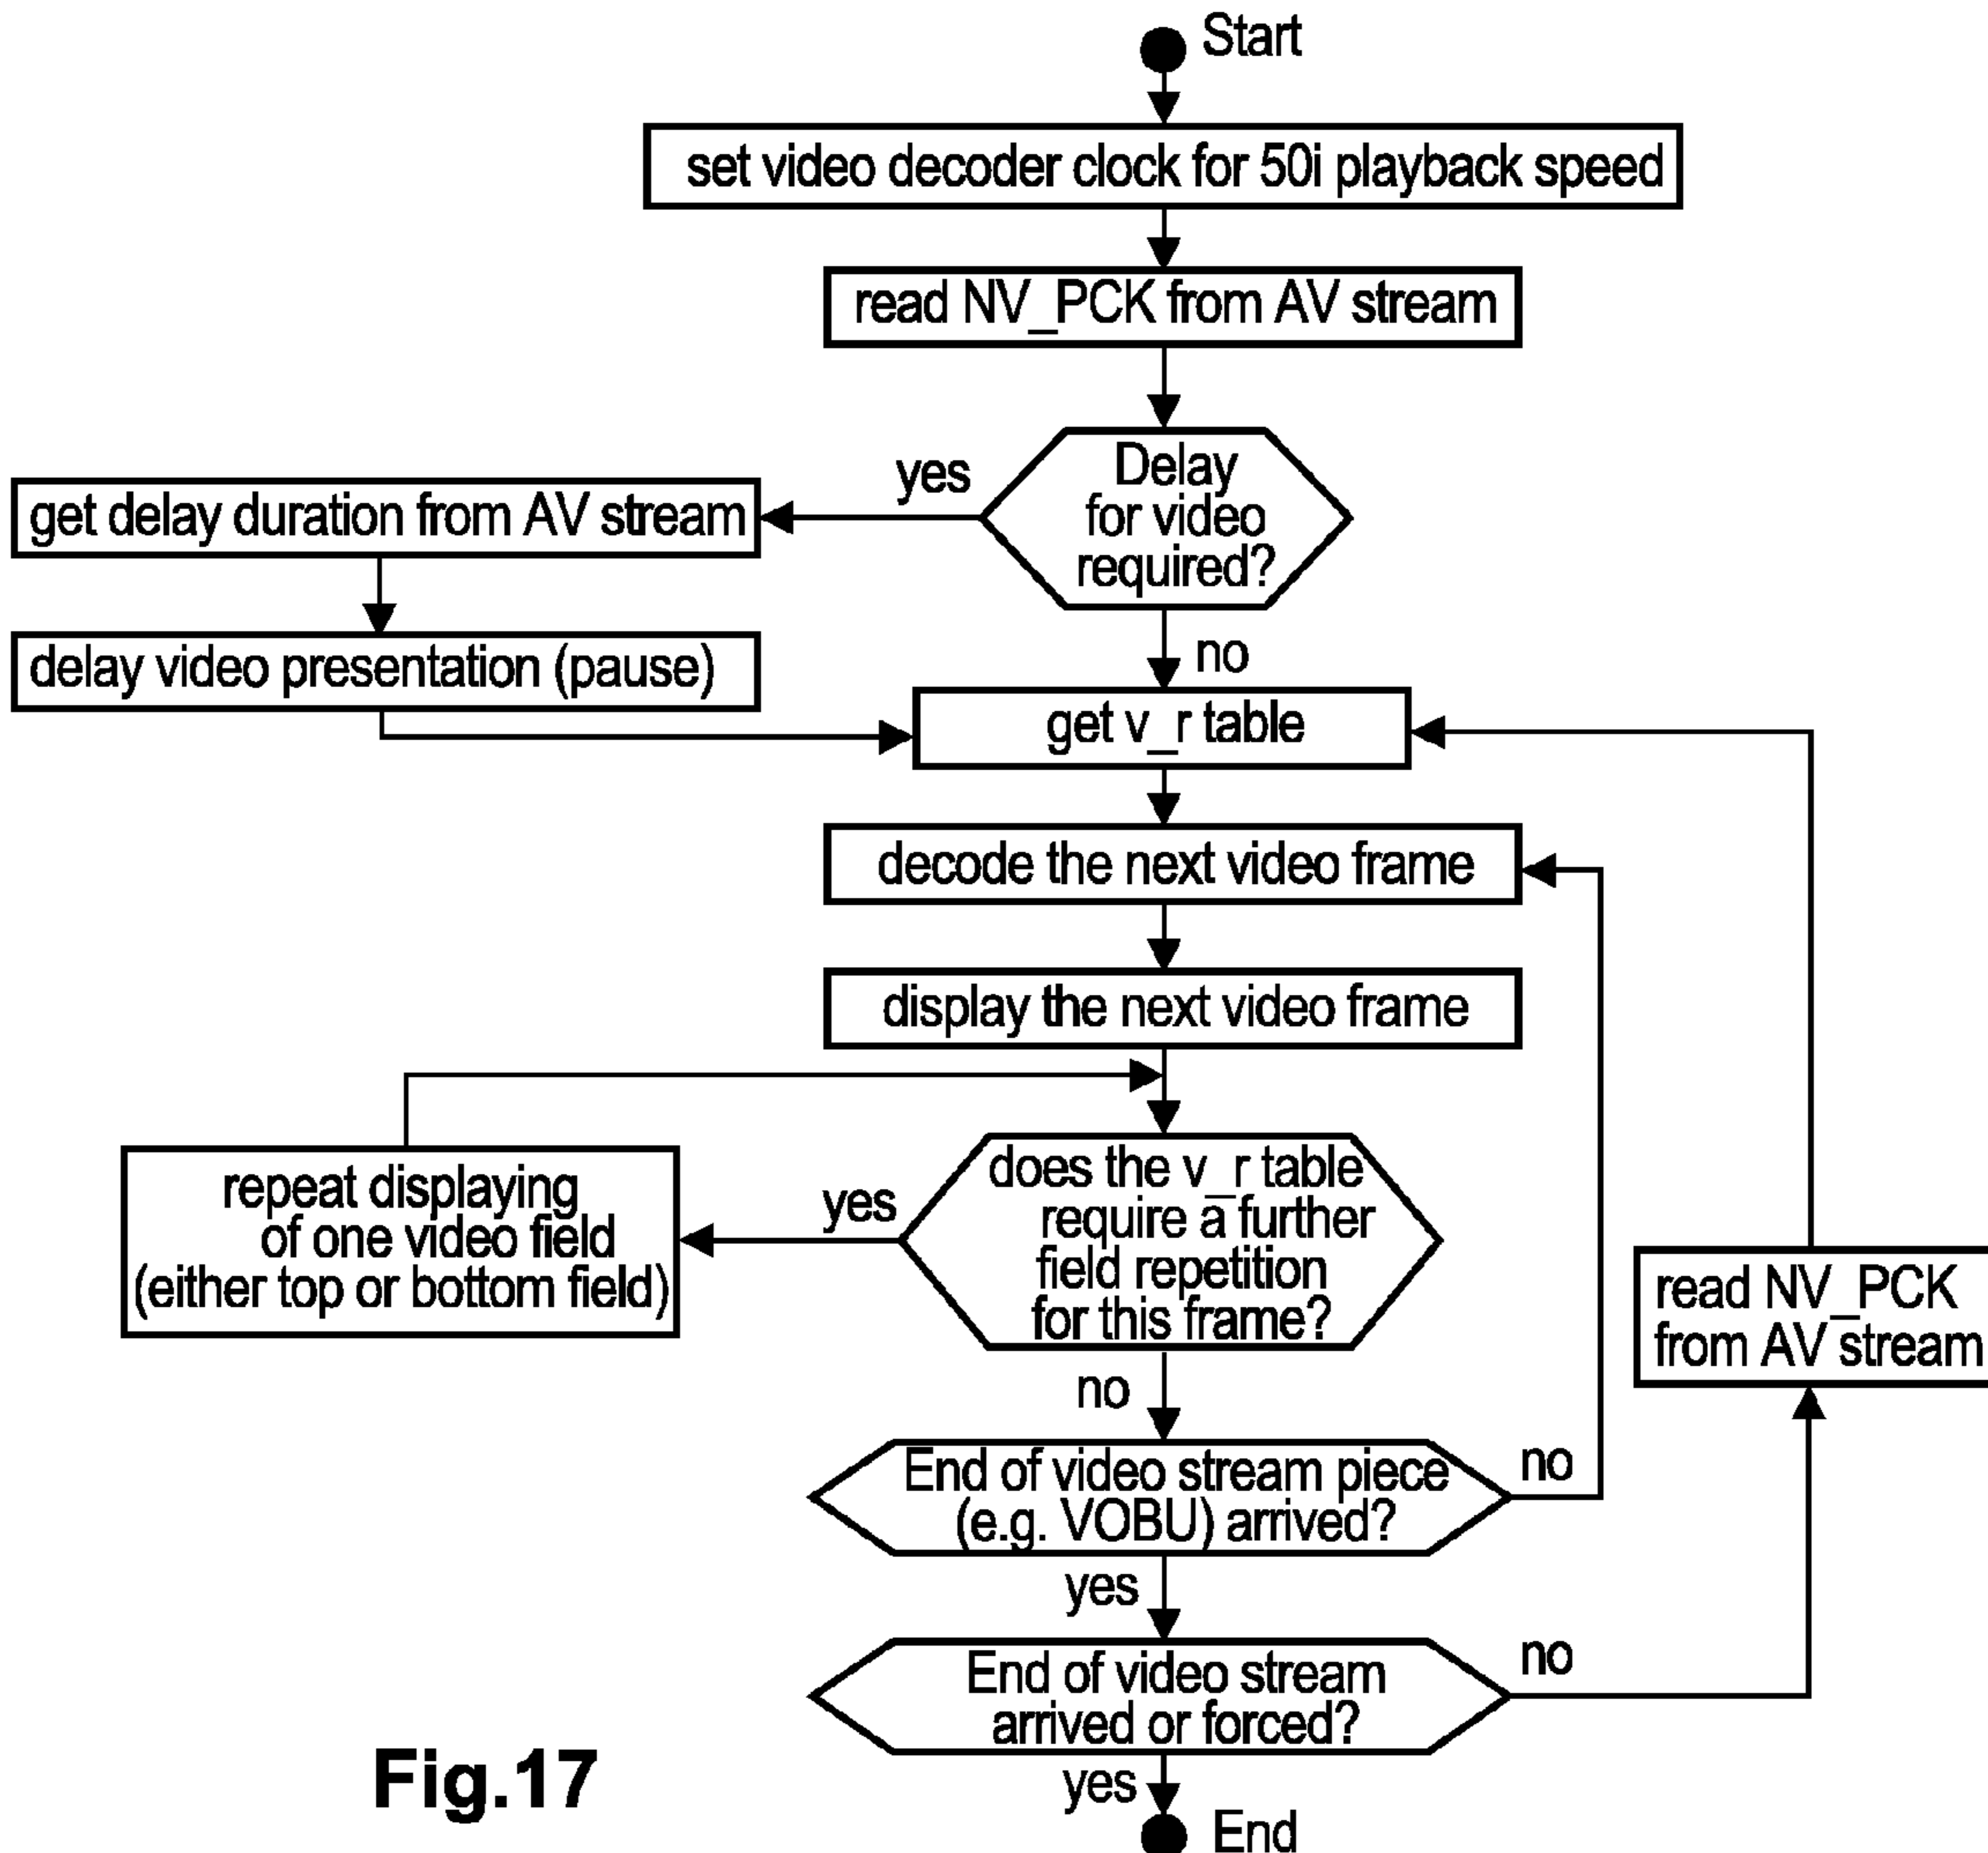 Start
set video decoder clock for 50i playback speed
read NV_PCK from AV stream
Delay
for video
required?
yes
get delay duration from AV stream
delay video presentation (pause)
no
get v_r table
decode the next video frame
display the next video frame
does the v_r table
require a further
field repetition
for this frame?
yes
repeat displaying
of one video field
(either top or bottom field)
read NV_PCK
from AV stream
no
End of video stream piece
(e.g. VOBU) arrived?
no
yes
End of video stream
arrived or forced?
no
yes
End
Fig.17